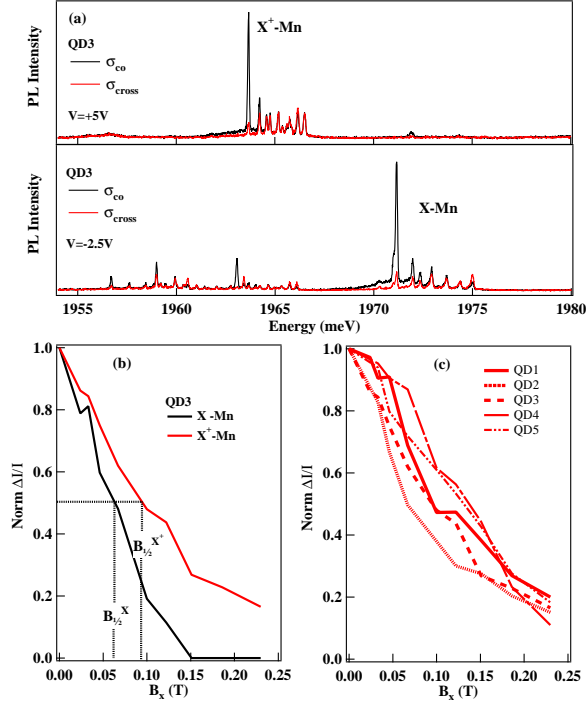 (a)
X⁺-Mn
QD3
σco
σcross
V=+5V
PL Intensity
QD3
σco
σcross
V=-2.5V
X-Mn
PL Intensity
1955 1960 1965 1970 1975 1980
Energy (meV)
(b)
QD3
X -Mn
X⁺-Mn
B½ X⁺
B½ X
Norm ΔI/I
1.0
0.8
0.6
0.4
0.2
0.0
0.00 0.05 0.10 0.15 0.20 0.25
Bx (T)
(c)
QD1
QD2
QD3
QD4
QD5
Norm ΔI/I
1.0
0.8
0.6
0.4
0.2
0.0
0.00 0.05 0.10 0.15 0.20 0.25
Bx (T)